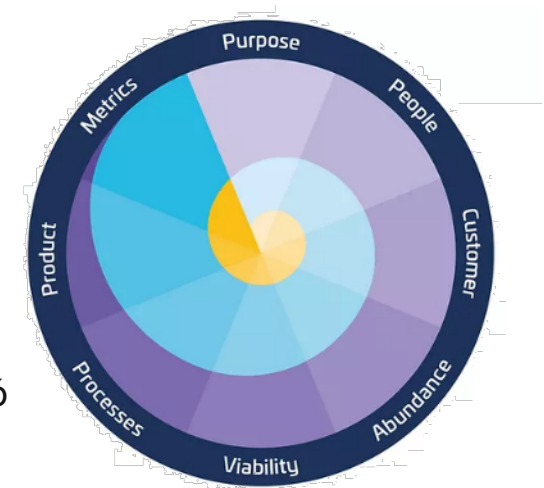 Purpose
People
Customer
Abundance
Viability
Processes
Product
Metrics